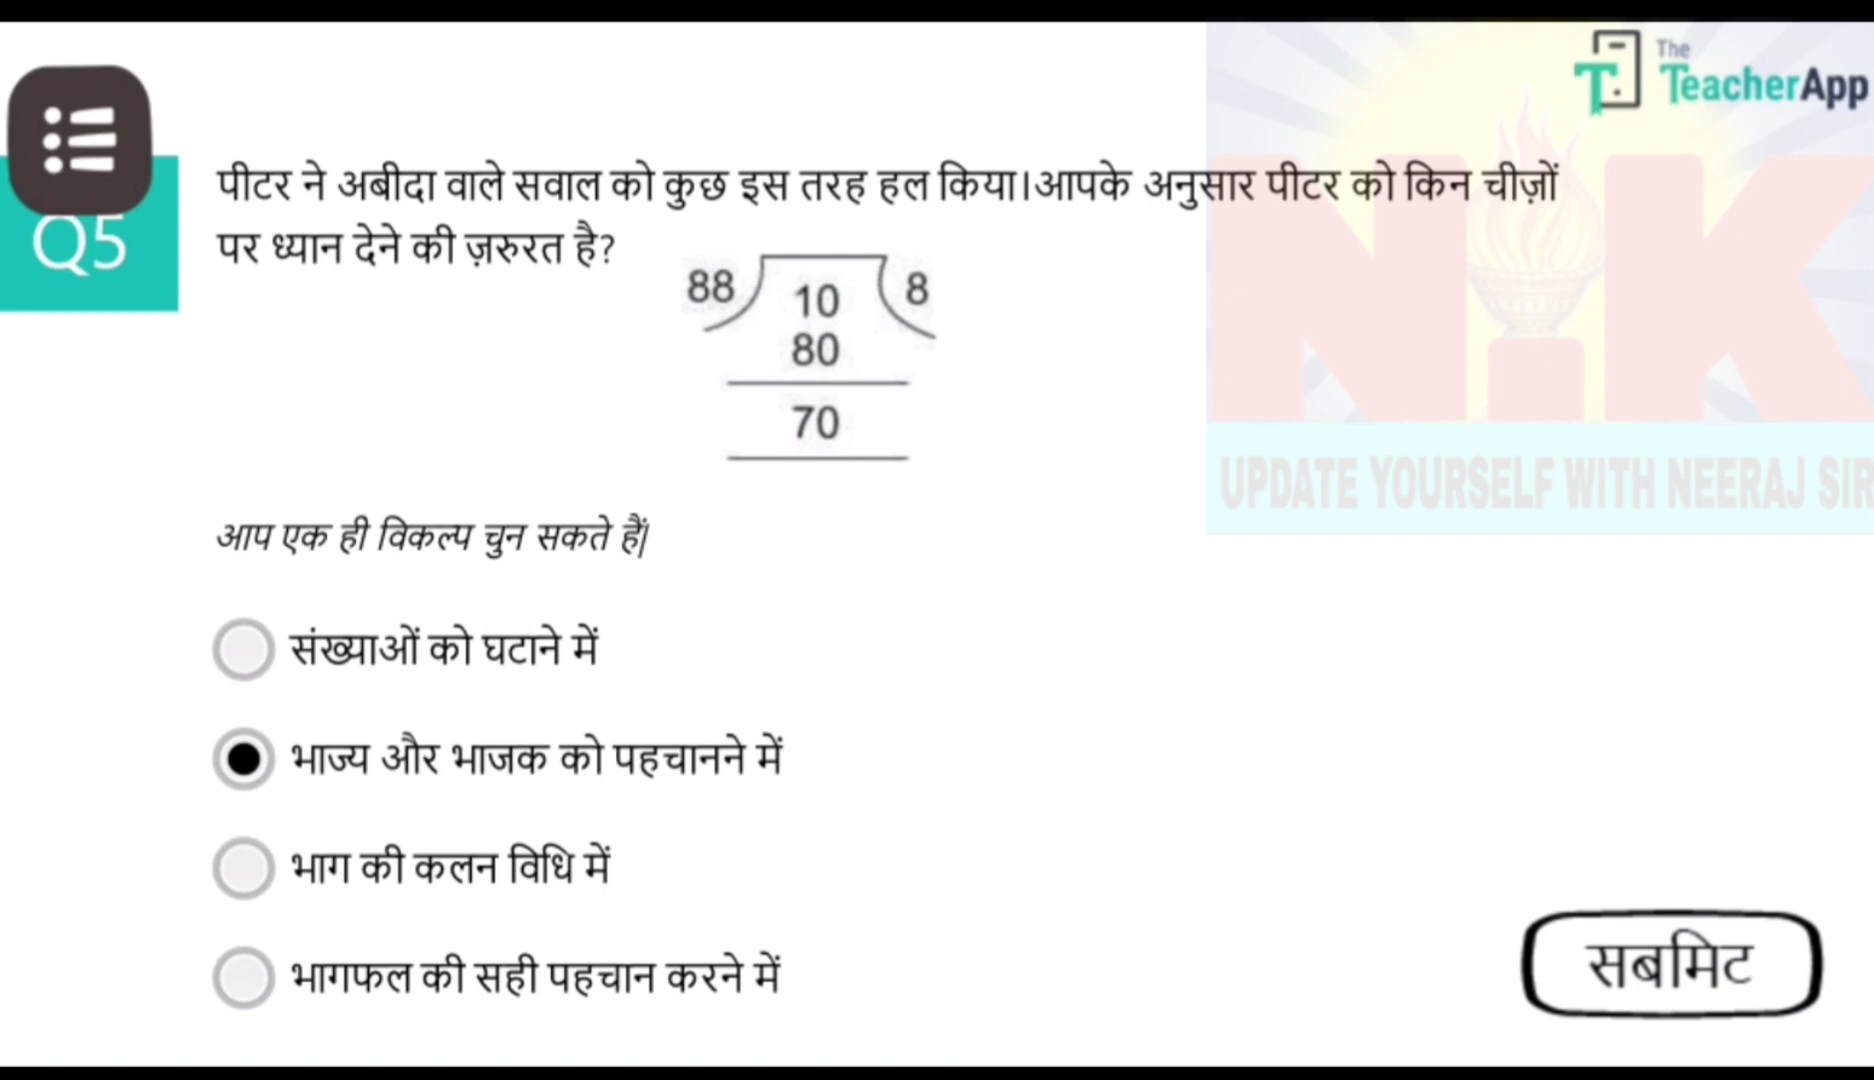 The
TeacherApp
Q5
पीटर ने अबीदा वाले सवाल को कुछ इस तरह हल किया।आपके अनुसार पीटर को किन चीज़ों
पर ध्यान देने की ज़रुरत है?
88 10 8
80
70
N.K
UPDATE YOURSELF WITH NEERAJ SIR
आप एक ही विकल्प चुन सकते हैं|
संख्याओं को घटाने में
भाज्य और भाजक को पहचानने में
भाग की कलन विधि में
भागफल की सही पहचान करने में
सबमिट